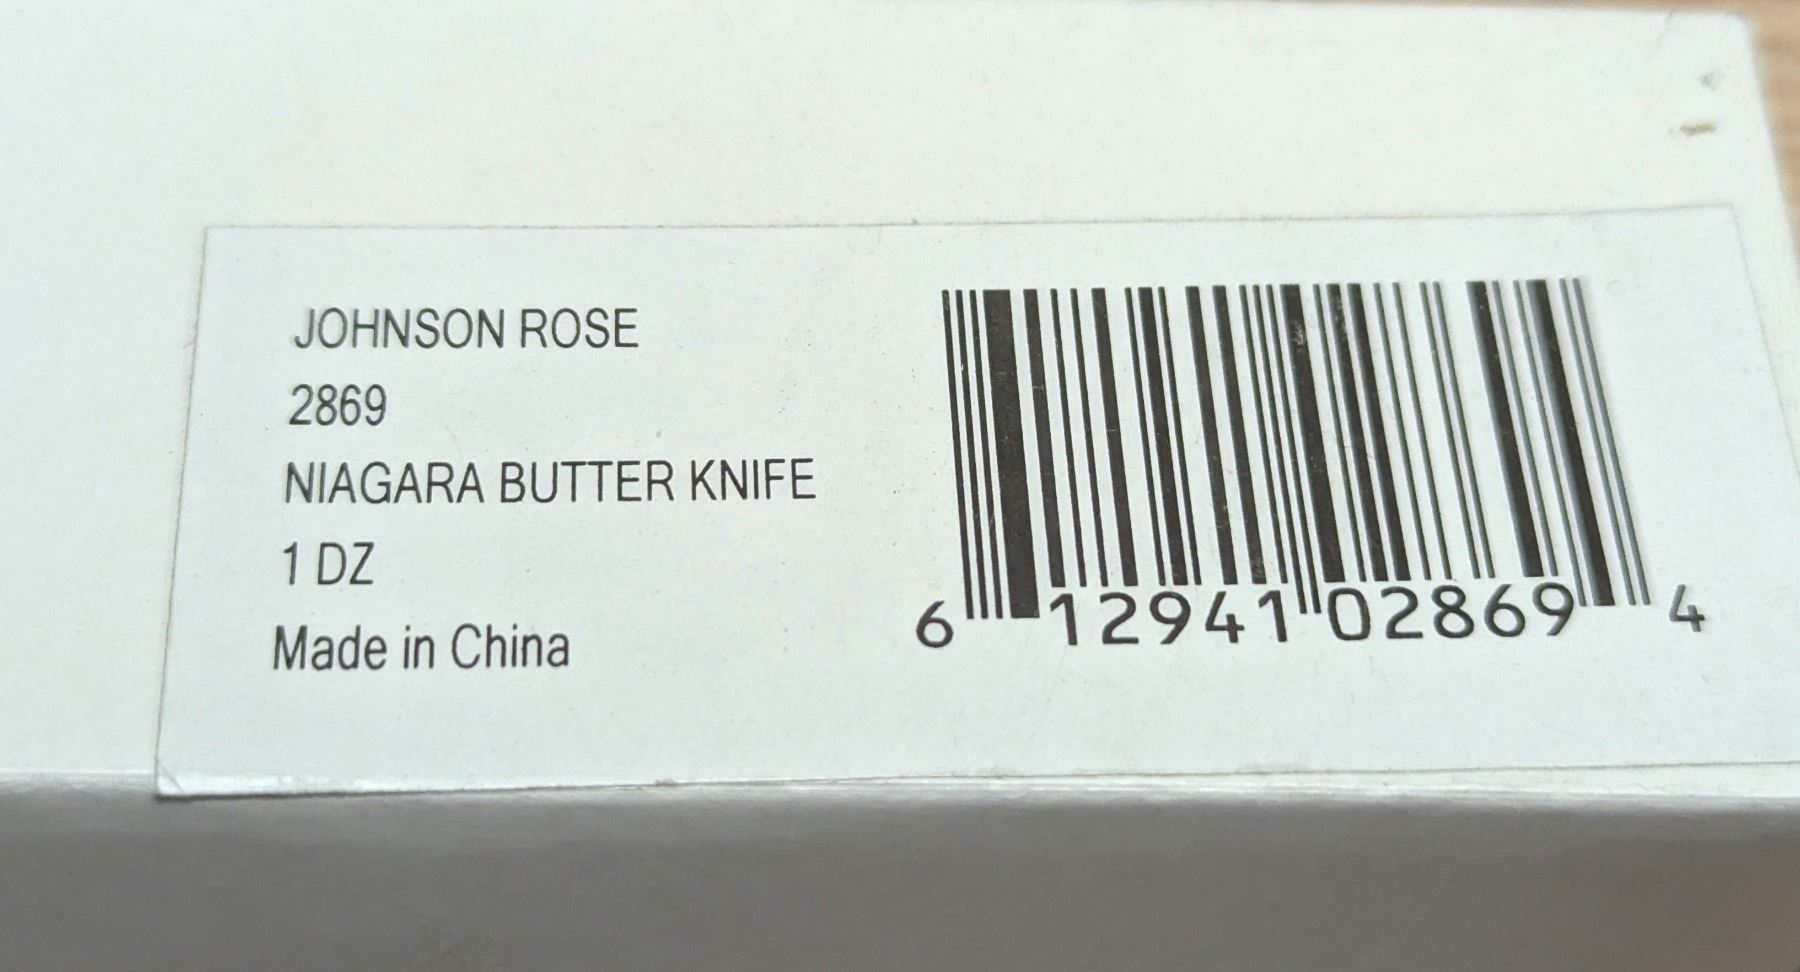 JOHNSON ROSE
2869
NIAGARA BUTTER KNIFE
1 DZ
Made in China
6 12941 02869 4